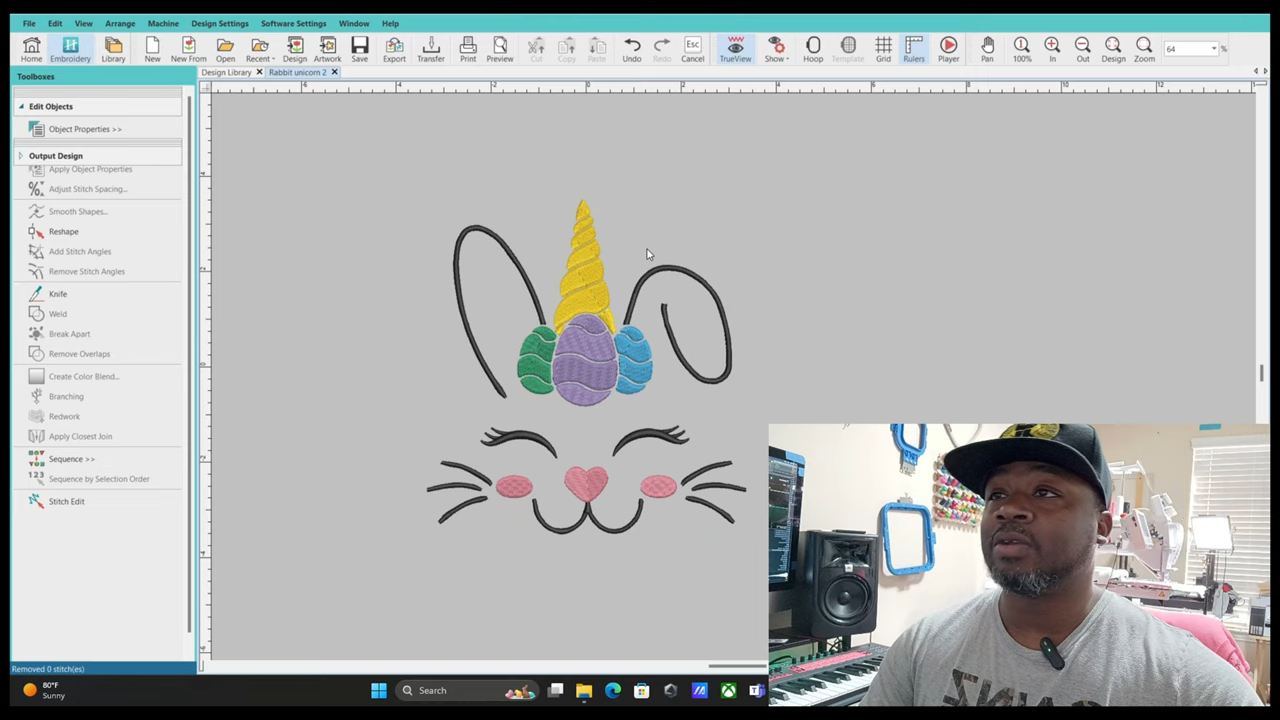 File Edit View Arrange Machine Design Settings Software Settings Window Help
Home Embroidery Library New New From Open Recent Design Artwork Save Export Transfer Print Preview Cut Copy Paste Undo Redo Esc Cancel TrueView Show Hoop Template Grid Rulers Player Pan 1 100% In Out Design Zoom 64 %
Toolboxes
Design Library Rabbit unicorn 2
Edit Objects
Object Properties >>
Output Design
Apply Object Properties
Adjust Stitch Spacing...
Smooth Shapes...
Reshape
Add Stitch Angles
Remove Stitch Angles
Knife
Weld
Break Apart
Remove Overlaps
Create Color Blend...
Branching
Redwork
Apply Closest Join
Sequence >>
123 Sequence by Selection Order
Stitch Edit
Removed 0 stitch(es)
80°F
Sunny
Search